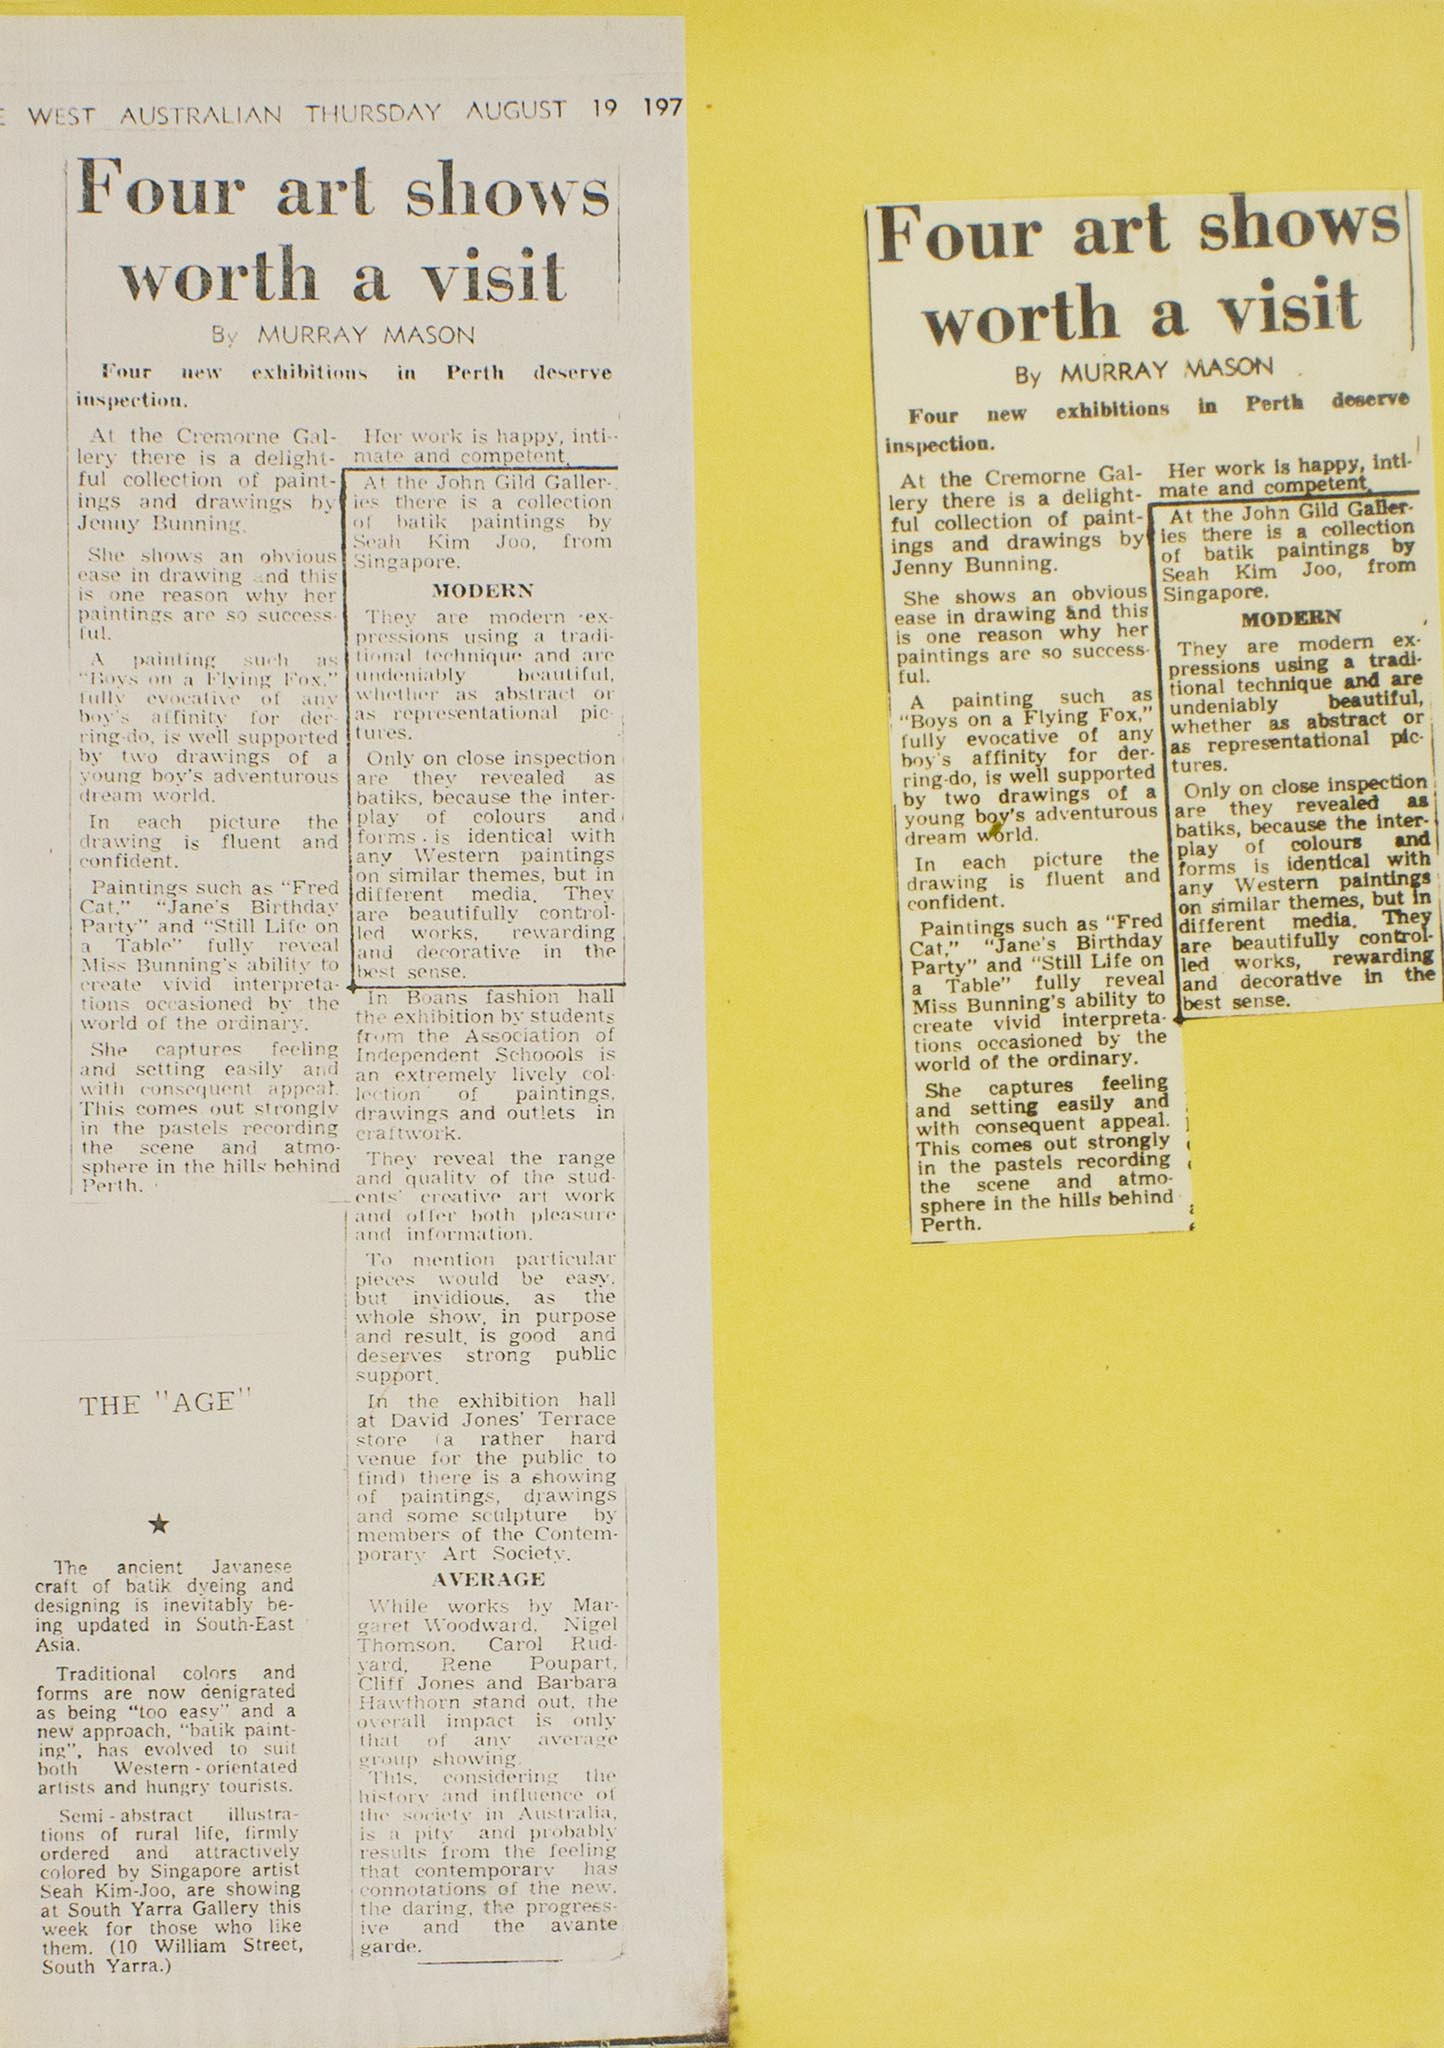 WEST AUSTRALIAN THURSDAY AUGUST 19 197
Four art shows
worth a visit
By MURRAY MASON
Four new exhibitions in Perth deserve
inspection.
At the Cremorne Gal-
lery there is a delight-
ful collection of paint-
ings and drawings by
Jenny Bunning.
She shows an obvious
ease in drawing and this
is one reason why her
paintings are so success-
ful.
A painting such as
"Boys on a Flying Fox,"
fully evocative of any
boy's affinity for der-
ring-do, is well supported
by two drawings of a
young boy's adventurous
dream world.
In each picture the
drawing is fluent and
confident.
Paintings such as "Fred
Cat," "Jane's Birthday
Party" and "Still Life on
a Table" fully reveal
Miss Bunning's ability to
create vivid interpreta-
tions occasioned by the
world of the ordinary.
She captures feeling
and setting easily and
with consequent appeal.
This comes out strongly
in the pastels recording
the scene and atmo-
sphere in the hills behind
Perth.
Her work is happy, inti-
mate and competent.
At the John Gild Galler-
ies there is a collection
of batik paintings by
Seah Kim Joo, from
Singapore.
MODERN
They are modern ex-
pressions using a tradi-
tional technique and are
undeniably beautiful,
whether as abstract or
as representational pic-
tures.
Only on close inspection
are they revealed as
batiks, because the inter-
play of colours and
forms is identical with
any Western paintings
on similar themes, but in
different media. They
are beautifully control-
led works, rewarding
and decorative in the
best sense.
In Boans fashion hall
the exhibition by students
from the Association of
Independent Schoools is
an extremely lively col-
lection of paintings,
drawings and outlets in
craftwork.
They reveal the range
and quality of the stud-
ents' creative art work
and offer both pleasure
and information.
To mention particular
pieces would be easy,
but invidious, as the
whole show, in purpose
and result, is good and
deserves strong public
support.
In the exhibition hall
at David Jones' Terrace
store (a rather hard
venue for the public to
find) there is a showing
of paintings, drawings
and some sculpture by
members of the Contem-
porary Art Society.
AVERAGE
While works by Mar-
garet Woodward, Nigel
Thomson, Carol Rud-
yard, Rene Poupart,
Cliff Jones and Barbara
Hawthorn stand out, the
overall impact is only
that of any average
group showing.
This, considering the
history and influence of
the society in Australia,
is a pity and probably
results from the feeling
that contemporary has
connotations of the new,
the daring, the progress-
ive and the avante
garde.
THE "AGE"
The ancient Javanese
craft of batik dyeing and
designing is inevitably be-
ing updated in South-East
Asia.
Traditional colors and
forms are now denigrated
as being "too easy" and a
new approach, "batik paint-
ing", has evolved to suit
both Western-orientated
artists and hungry tourists.
Semi-abstract illustra-
tions of rural life, firmly
ordered and attractively
colored by Singapore artist
Seah Kim-Joo, are showing
at South Yarra Gallery this
week for those who like
them. (10 William Street,
South Yarra.)
Four art shows
worth a visit
By MURRAY MASON
Four new exhibitions in Perth deserve
inspection.
At the Cremorne Gal-
lery there is a delight-
ful collection of paint-
ings and drawings by
Jenny Bunning.
She shows an obvious
ease in drawing and this
is one reason why her
paintings are so success-
ful.
A painting such as
"Boys on a Flying Fox,"
fully evocative of any
boy's affinity for der-
ring-do, is well supported
by two drawings of a
young boy's adventurous
dream world.
In each picture the
drawing is fluent and
confident.
Paintings such as "Fred
Cat," "Jane's Birthday
Party" and "Still Life on
a Table" fully reveal
Miss Bunning's ability to
create vivid interpreta-
tions occasioned by the
world of the ordinary.
She captures feeling
and setting easily and
with consequent appeal.
This comes out strongly
in the pastels recording
the scene and atmo-
sphere in the hills behind
Perth.
Her work is happy, inti-
mate and competent.
At the John Gild Galler-
ies there is a collection
of batik paintings by
Seah Kim Joo, from
Singapore.
MODERN
They are modern ex-
pressions using a tradi-
tional technique and are
undeniably beautiful,
whether as abstract or
as representational pic-
tures.
Only on close inspection
are they revealed as
batiks, because the inter-
play of colours and
forms is identical with
any Western paintings
on similar themes, but in
different media. They
are beautifully control-
led works, rewarding
and decorative in the
best sense.